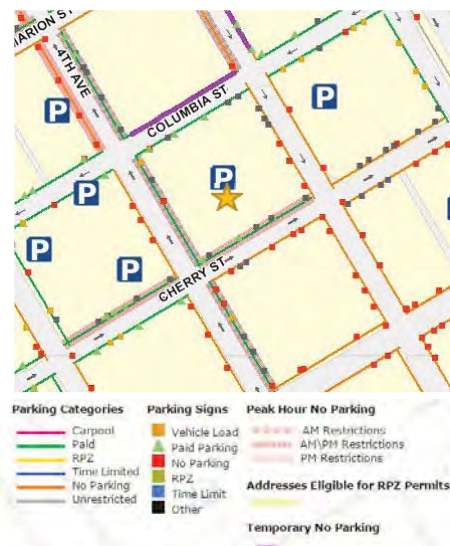 MARION ST
4TH AVE
COLUMBIA ST
P
P
P
P
P
P
CHERRY ST
Parking Categories
Carpool
Paid
RPZ
Time Limited
No Parking
Unrestricted
Parking Signs
Vehicle Load
Paid Parking
No Parking
RPZ
Time Limit
Other
Peak Hour No Parking
AM Restrictions
AM\PM Restrictions
PM Restrictions
Addresses Eligible for RPZ Permits
Temporary No Parking